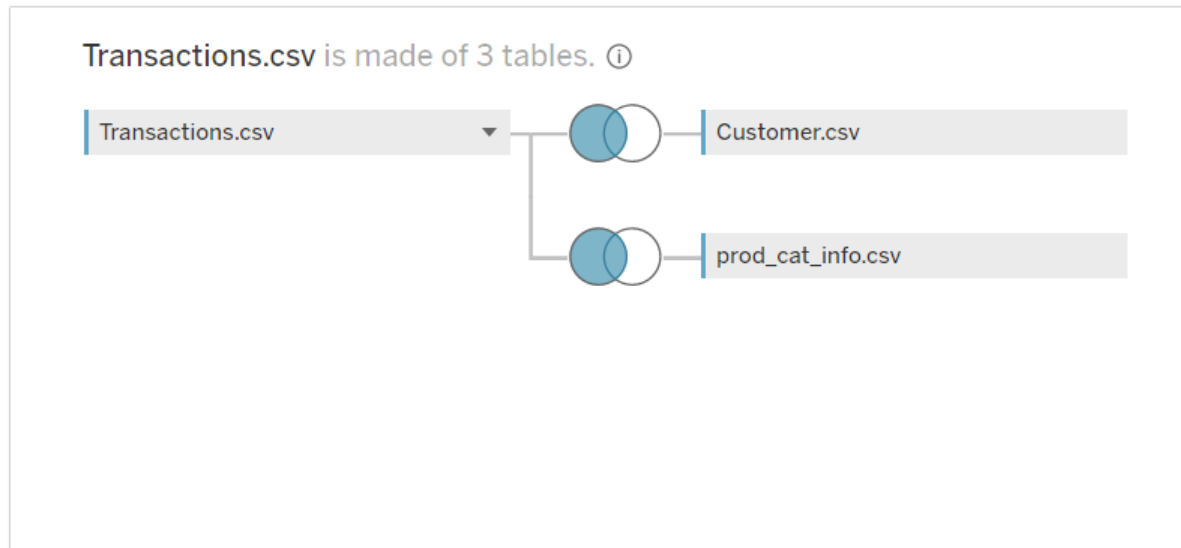 Transactions.csv is made of 3 tables.
Transactions.csv
Customer.csv
prod_cat_info.csv